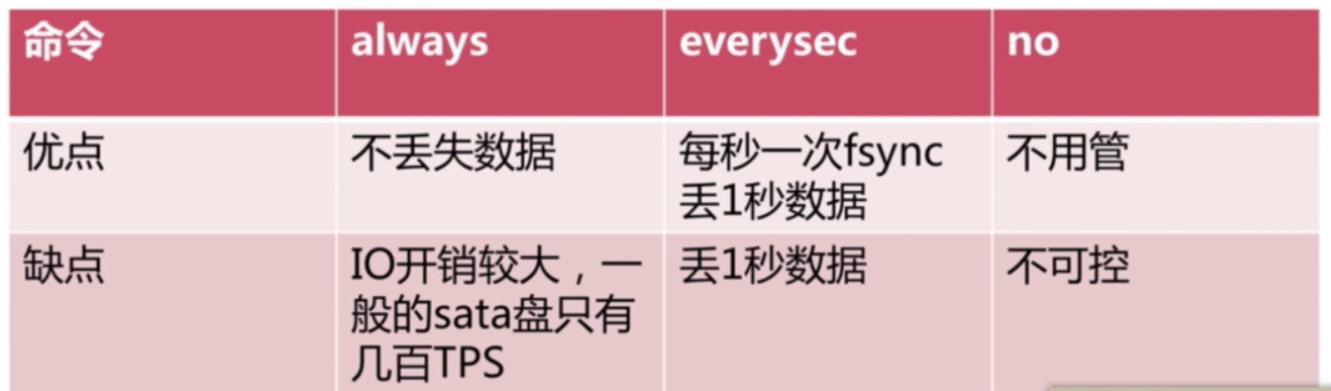 命令 always everysec no
优点 不丢失数据 每秒一次fsync 不用管
丢1秒数据
缺点 IO开销较大，一 丢1秒数据 不可控
般的sata盘只有
几百TPS